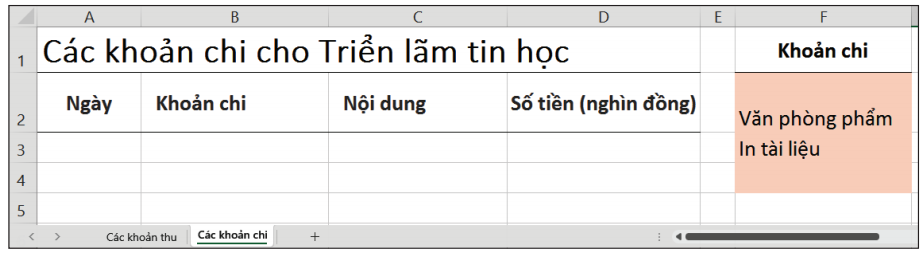 A B C D E F
1 Các khoản chi cho Triển lãm tin học Khoản chi
2 Ngày Khoản chi Nội dung Số tiền (nghìn đồng) Văn phòng phẩm
3 In tài liệu
4
5
< > Các khoản thu Các khoản chi +